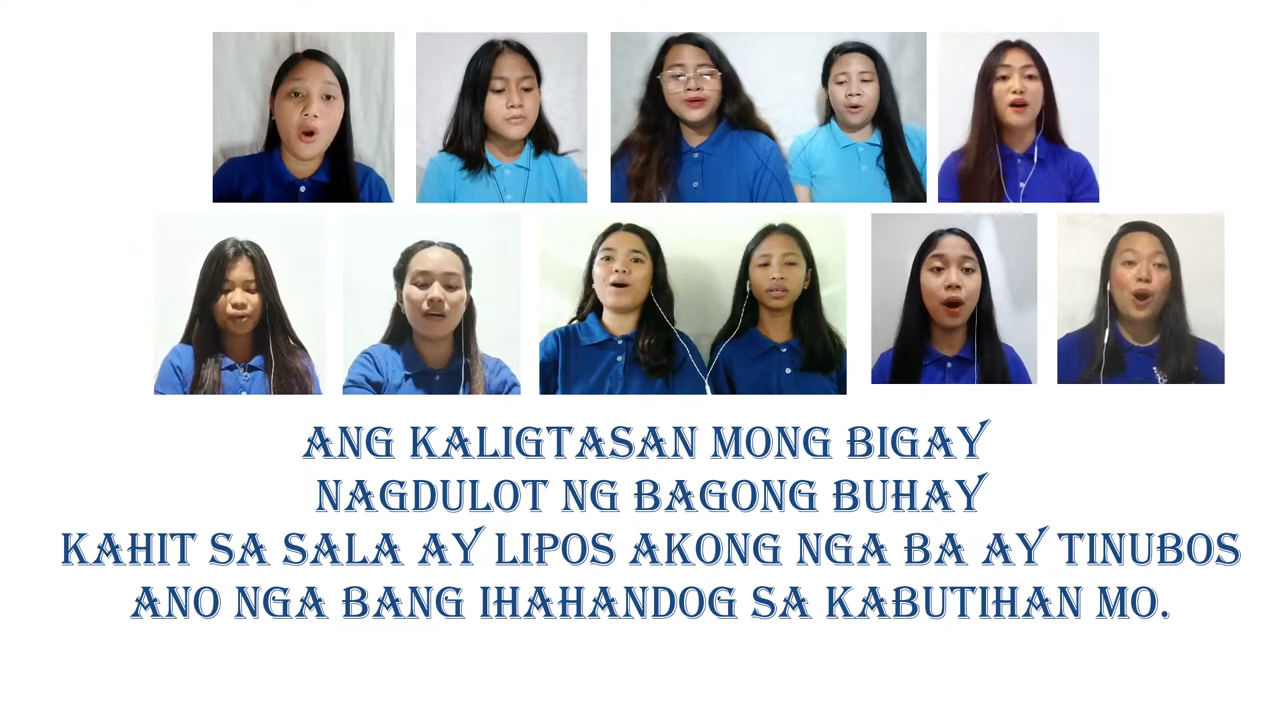 ANG KALIGTASAN MONG BIGAY
NAGDULOT NG BAGONG BUHAY
KAHIT SA SALA AY LIPOS AKONG NGA BA AY TINUBOS
ANO NGA BANG IHAHANDOG SA KABUTIHAN MO.